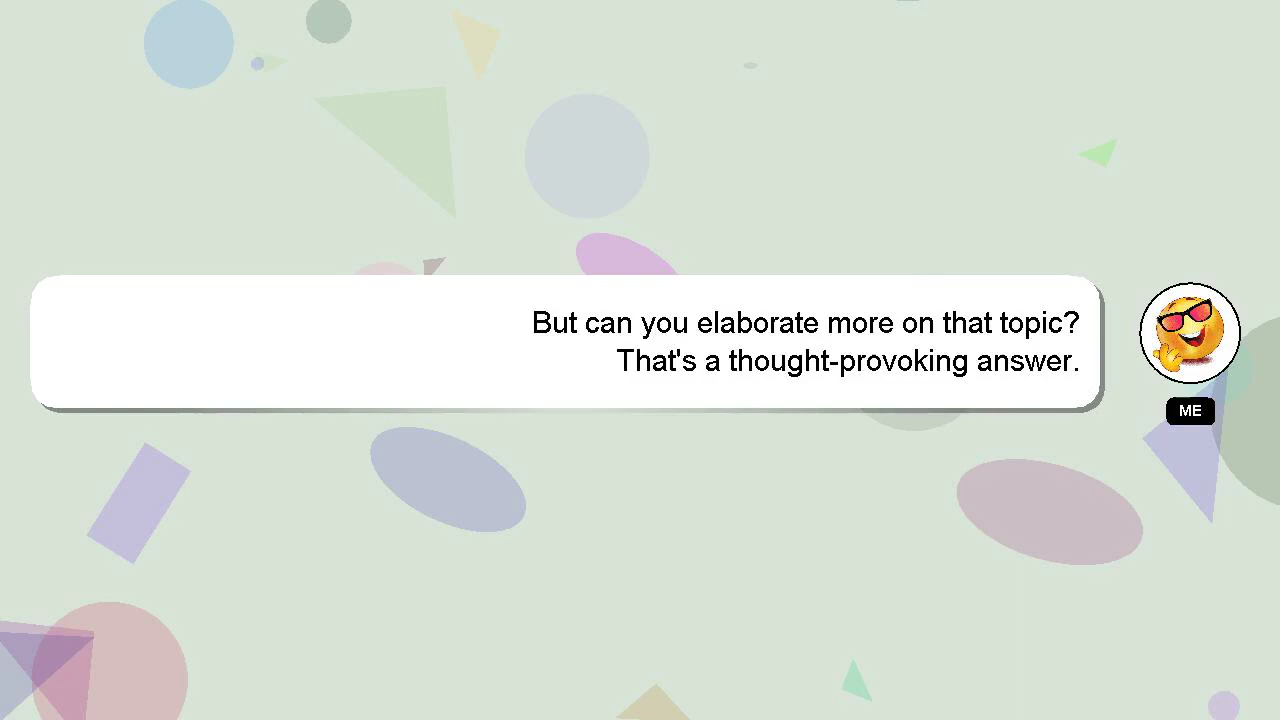 But can you elaborate more on that topic?
That's a thought-provoking answer.
ME